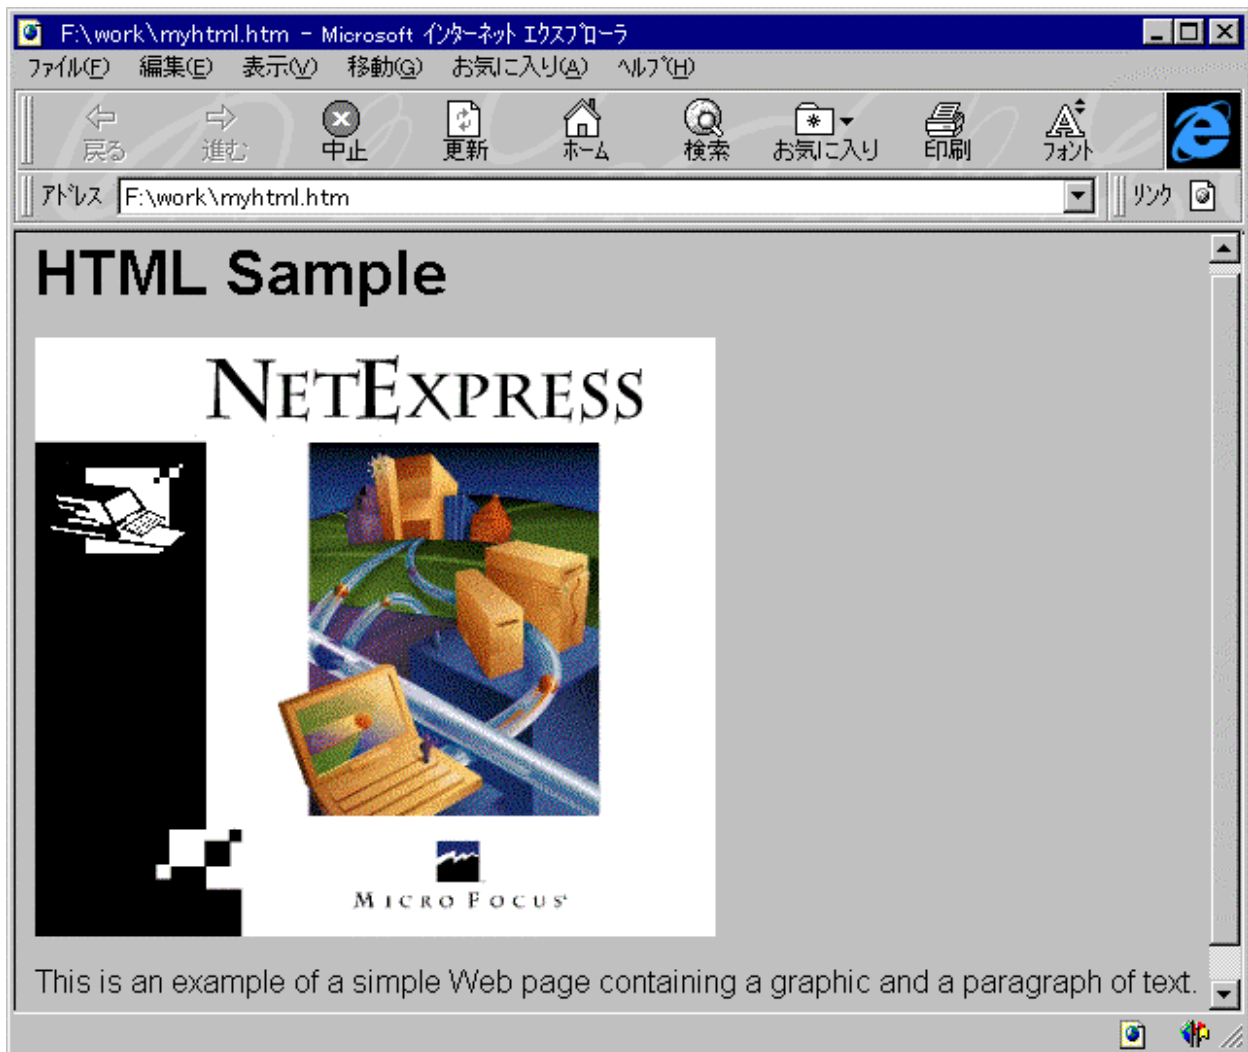 F:\work\myhtml.htm - Microsoft インターネット エクスプローラ
ファイル(F) 編集(E) 表示(V) 移動(G) お気に入り(A) ヘルプ(H)
戻る 進む 中止 更新 ホーム 検索 お気に入り 印刷 フォント
アドレス F:\work\myhtml.htm リンク
HTML Sample
NETEXPRESS
MICRO FOCUS
This is an example of a simple Web page containing a graphic and a paragraph of text.